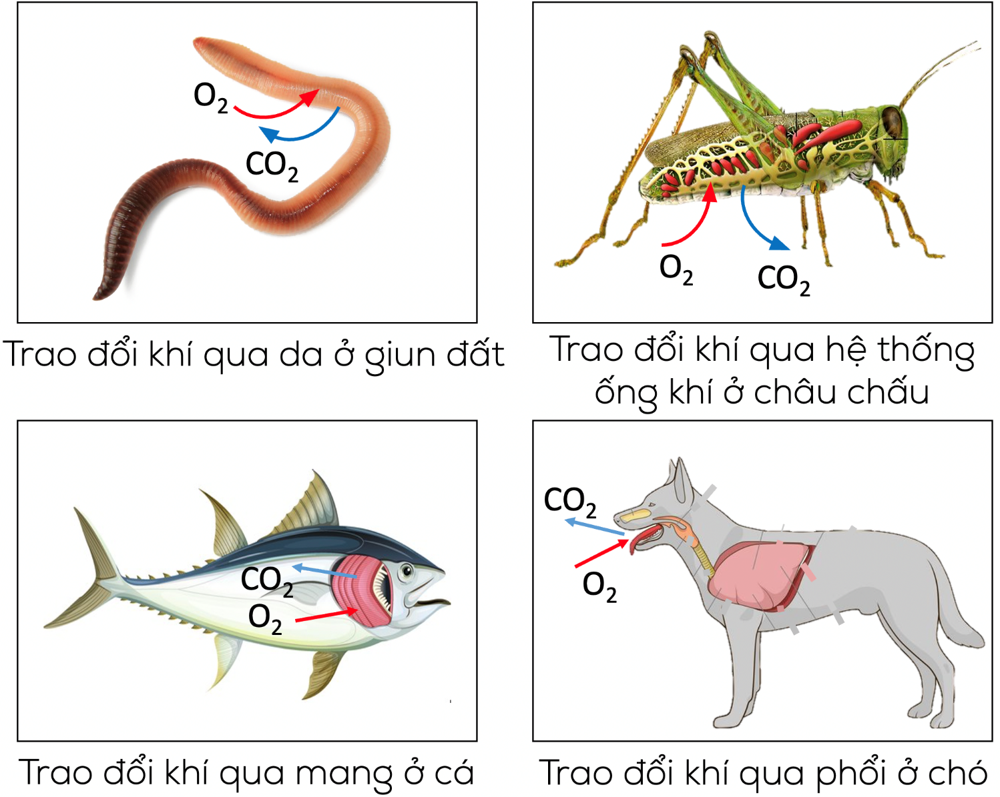 O₂
CO₂
O₂
CO₂
Trao đổi khí qua da ở giun đất
Trao đổi khí qua hệ thống
ống khí ở châu chấu
CO₂
O₂
CO₂
O₂
Trao đổi khí qua mang ở cá
Trao đổi khí qua phổi ở chó